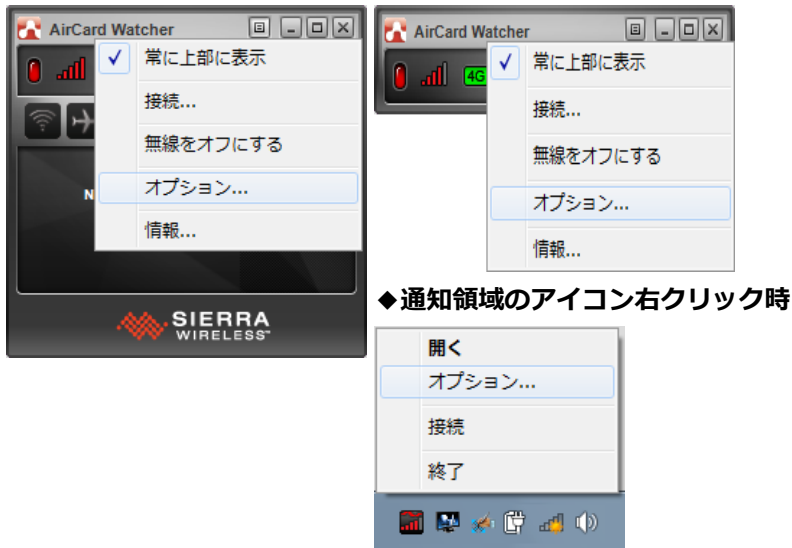 AirCard Watcher
常に上部に表示
接続...
無線をオフにする
N
オプション...
情報...
SIERRA
WIRELESS™
AirCard Watcher
4G
常に上部に表示
接続...
無線をオフにする
オプション...
情報...
◆通知領域のアイコン右クリック時
開く
オプション...
接続
終了